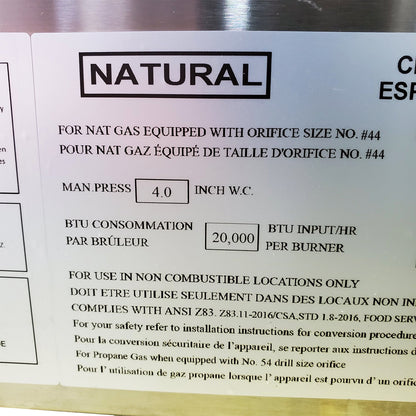 NATURAL
FOR NAT GAS EQUIPPED WITH ORIFICE SIZE NO. #44
POUR NAT GAZ ÉQUIPÉ DE TAILLE D'ORIFICE NO. #44
MAN.PRESS 4.0 INCH W.C.
BTU CONSOMMATION
PAR BRÛLEUR
20,000
BTU INPUT/HR
PER BURNER
FOR USE IN NON COMBUSTIBLE LOCATIONS ONLY
DOIT ETRE UTILISE SEULEMENT DANS DES LOCAUX NON
COMPLIES WITH ANSI Z83. Z83.11-2016/CSA,STD 1.8-2016, FOOD
For your safety refer to installation instructions for conversion
Pour la conversion sécuritaire de l'appareil, se reporter aux instructions
For Propane Gas when equipped with No. 54 drill size orifice
Pour l' utilisation de gaz propane lorsque l' appareil est pourvu d' un